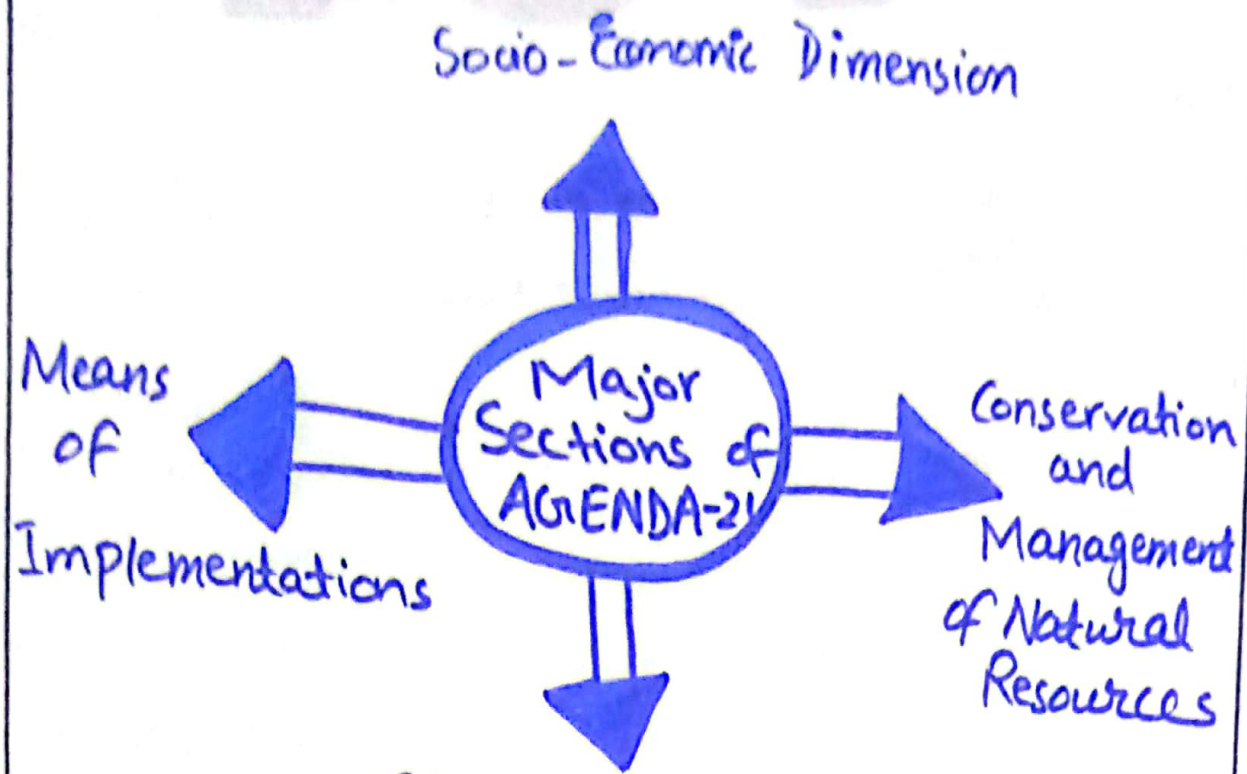 Socio-Economic Dimension
Major
Sections of
AGENDA-21
Means
of
Implementations
Conservation
and
Management
of Natural
Resources